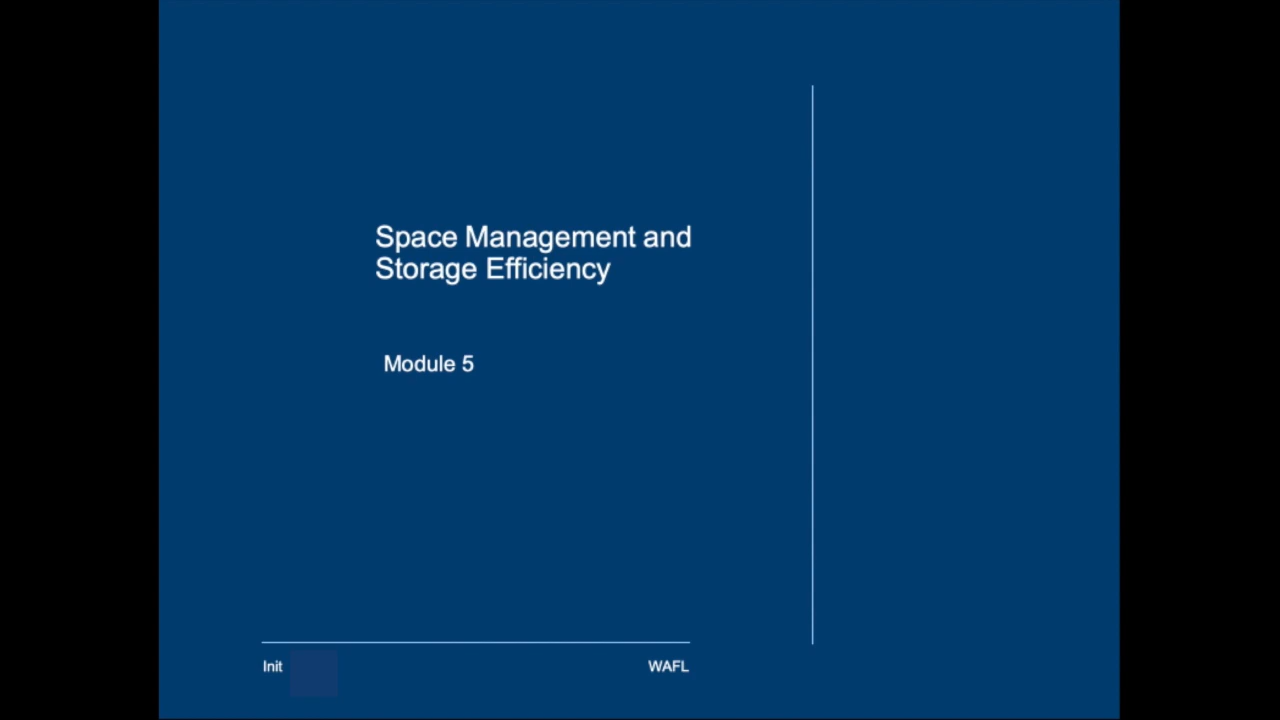 Space Management and
Storage Efficiency
Module 5
Init
WAFL